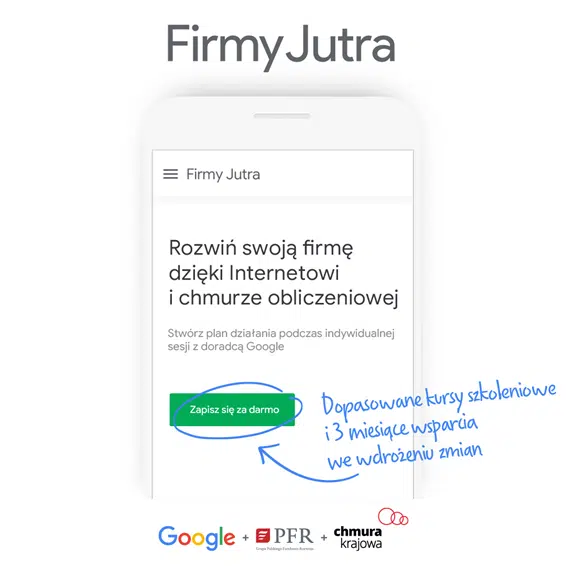 Firmy Jutra
Firmy Jutra
Rozwiń swoją firmę
dzięki Internetowi
i chmurze obliczeniowej
Stwórz plan działania podczas indywidualnej
sesji z doradcą Google
Zapisz się za darmo
Dopasowane kursy szkoleniowe
i 3 miesiące wsparcia
we wdrożeniu zmian
Google + PFR + chmura
krajowa
Grupa Polskiego Funduszu Rozwoju